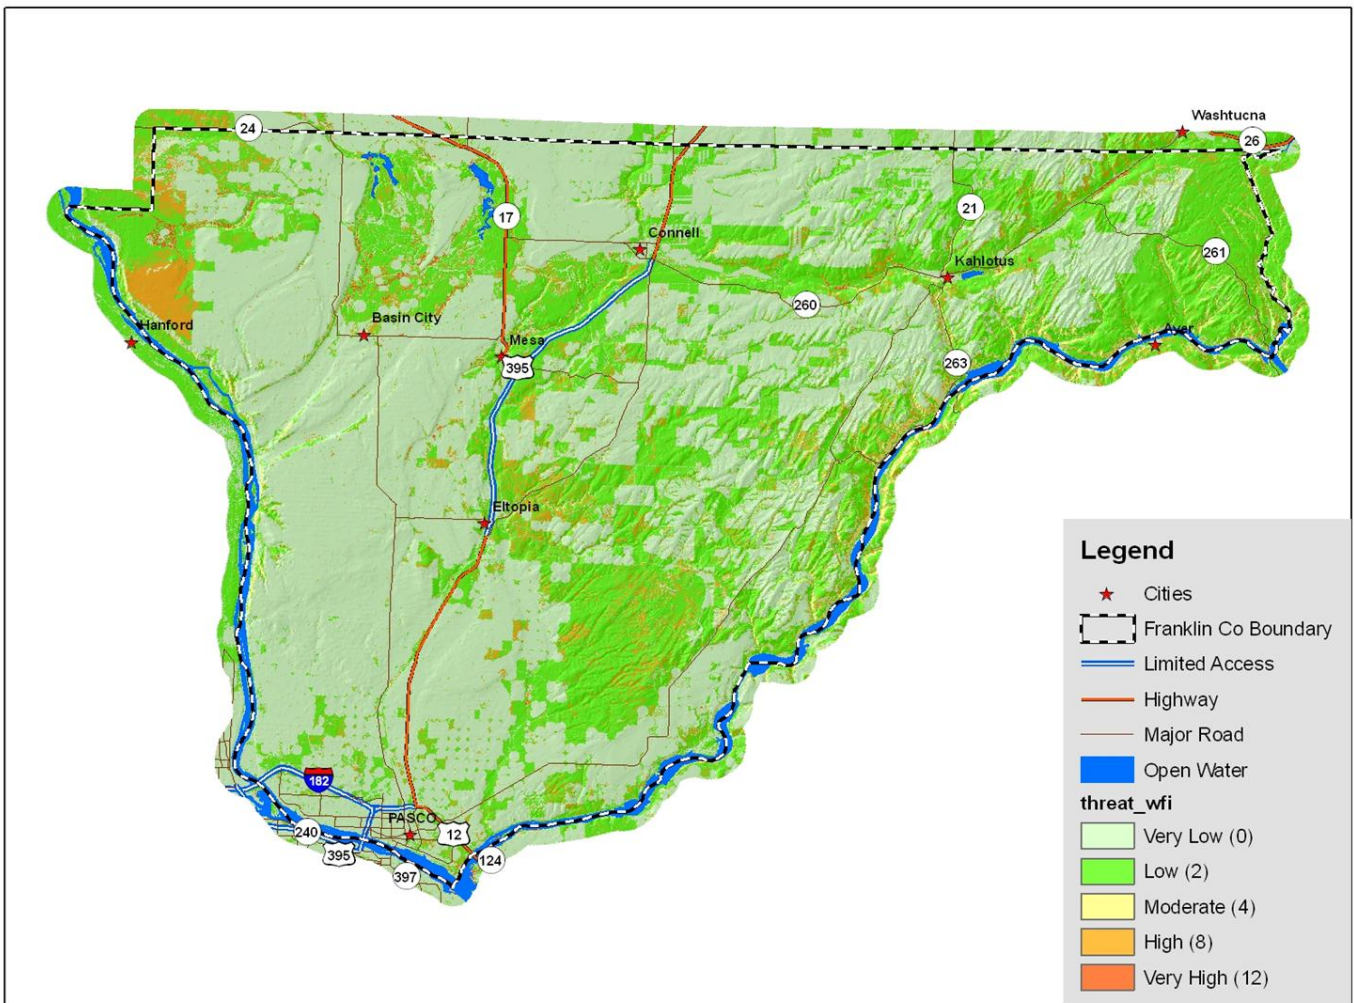 Washtucna
24
26
21
17
Connell
261
Kahlotus
260
Basin City
Hanford
Ayer
Mesa
395
263
Eltopia
182
PASCO
12
240
395
124
397
Legend
Cities
Franklin Co Boundary
Limited Access
Highway
Major Road
Open Water
threat_wfi
Very Low (0)
Low (2)
Moderate (4)
High (8)
Very High (12)